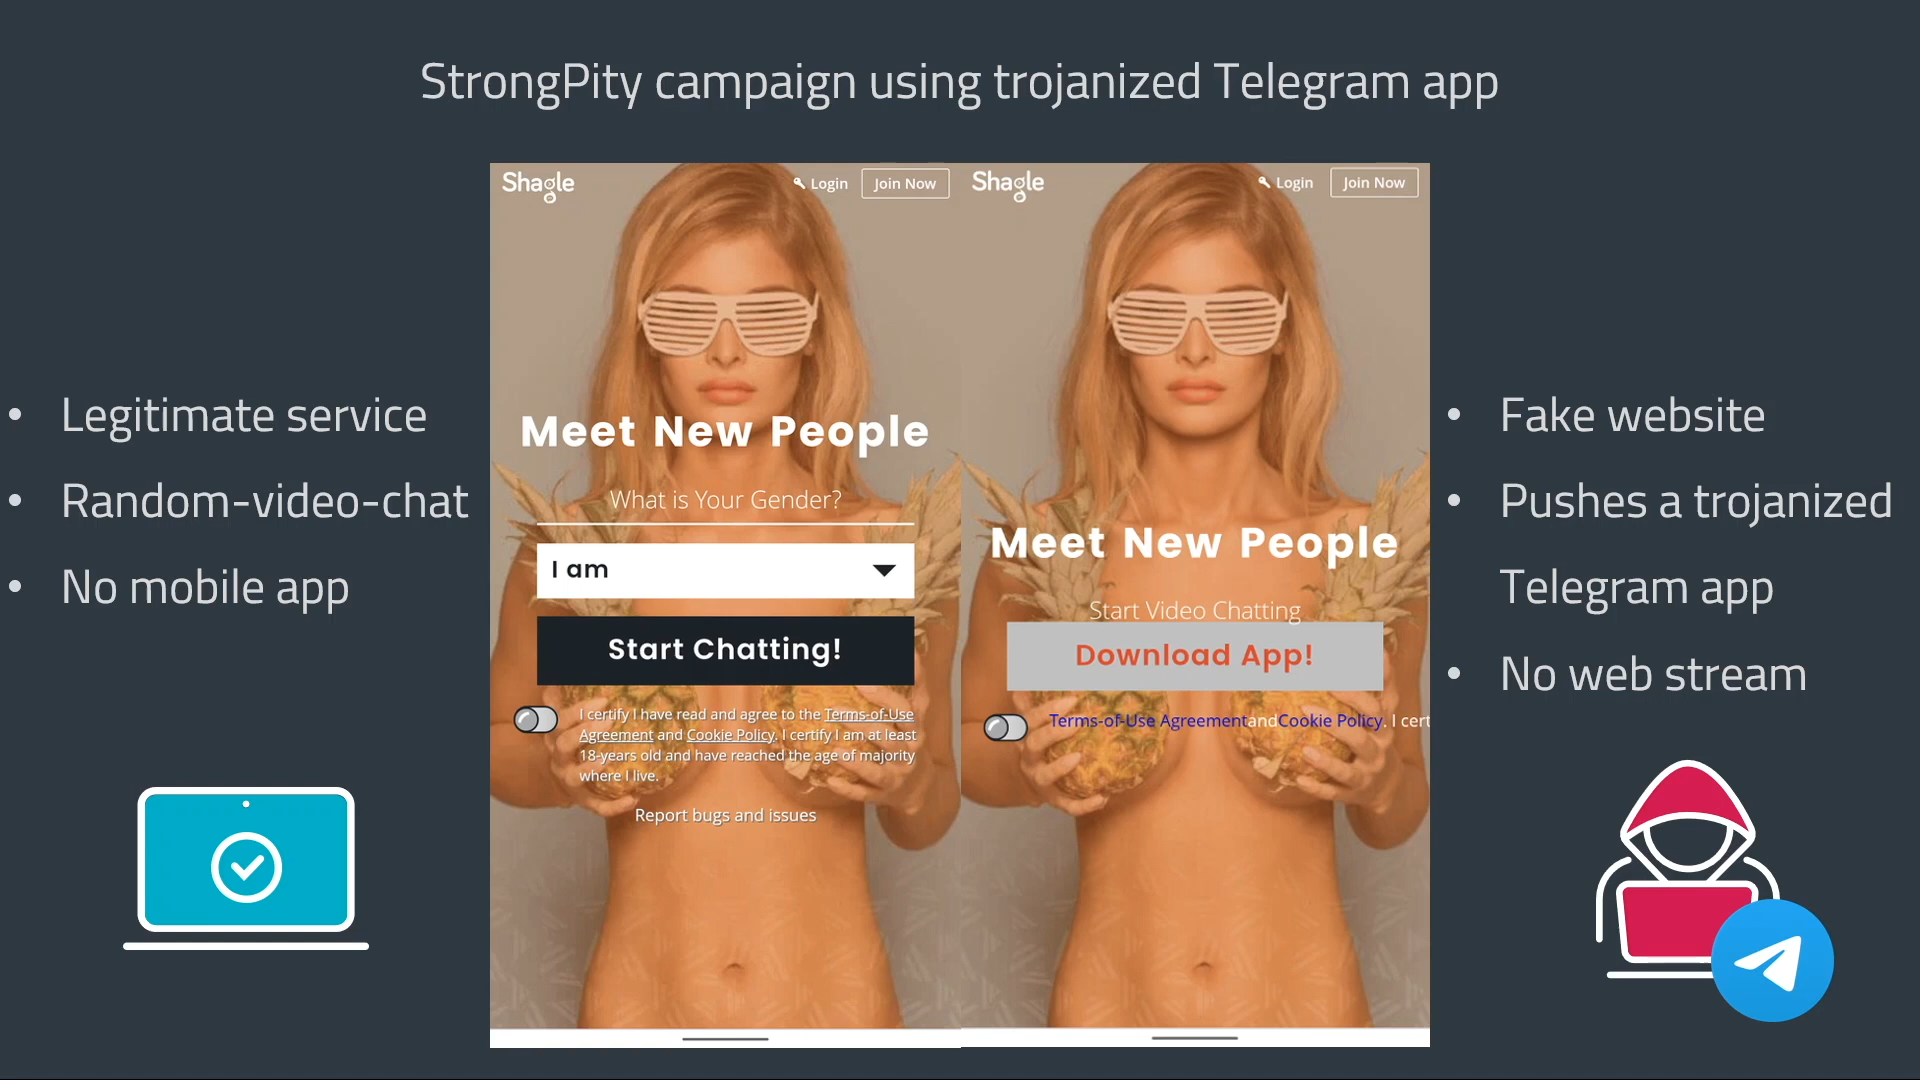 StrongPity campaign using trojanized Telegram app
• Legitimate service
• Random-video-chat
• No mobile app
Shagle
Login
Join Now
Meet New People
What is Your Gender?
I am
Start Chatting!
I certify I have read and agree to the Terms-of-Use
Agreement and Cookie Policy. I certify I am at least
18-years old and have reached the age of majority
where I live.
Report bugs and issues
Shagle
Login
Join Now
Meet New People
Start Video Chatting
Download App!
Terms-of-Use AgreementandCookie Policy. I cert
• Fake website
• Pushes a trojanized
Telegram app
• No web stream